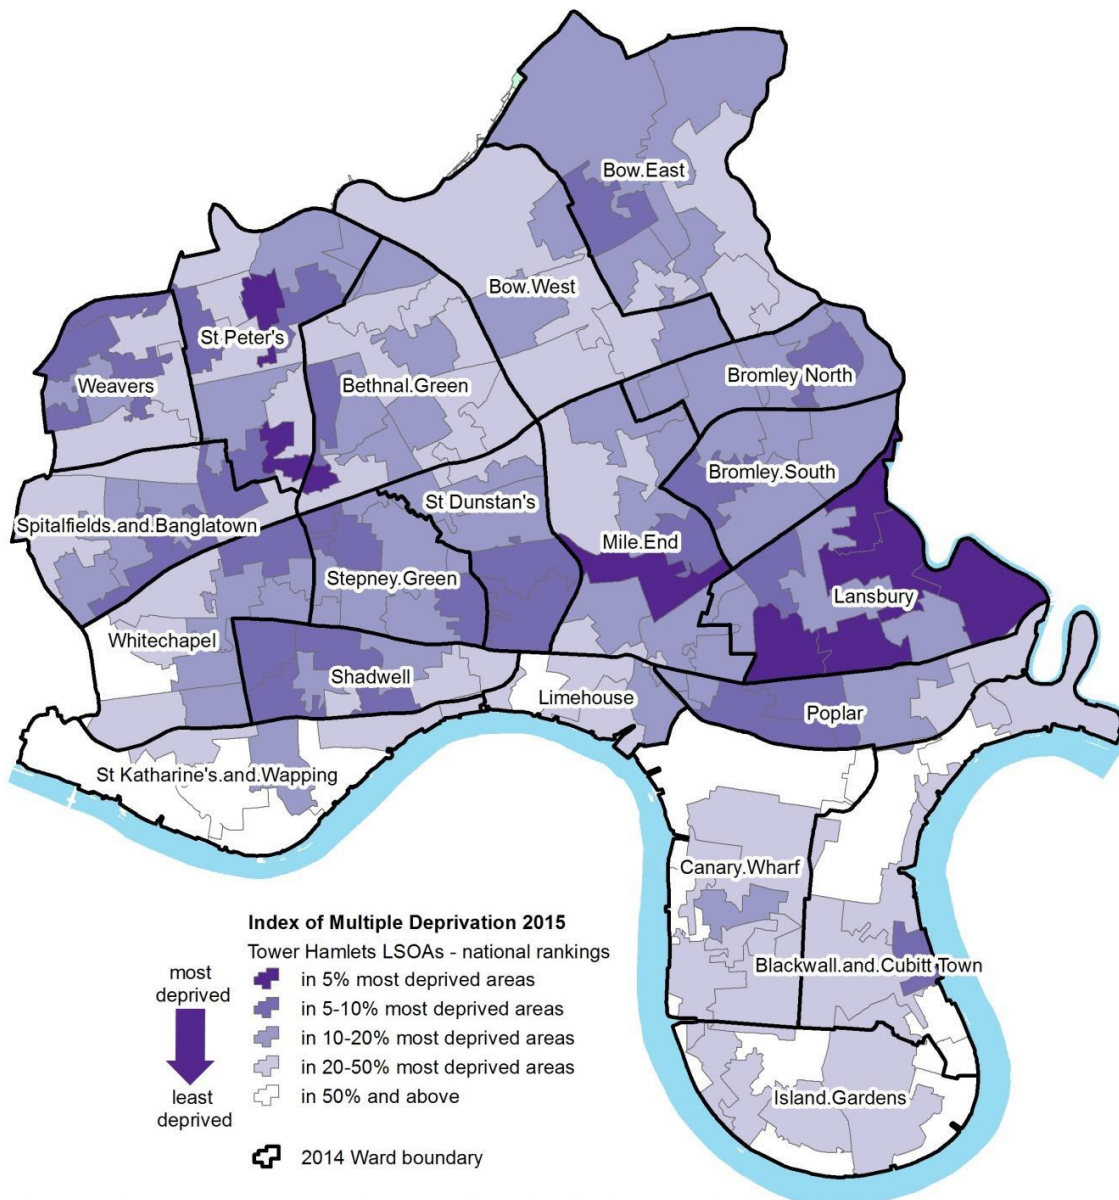 Bow.East
Bow.West
St Peter's
Weavers
Bethnal.Green
Bromley North
Bromley.South
St Dunstan's
Spitalfields.and.Banglatown
Mile.End
Stepney.Green
Lansbury
Whitechapel
Shadwell
Limehouse
Poplar
St Katharine's.and.Wapping
Canary.Wharf
Blackwall.and.Cubitt Town
Island.Gardens
Index of Multiple Deprivation 2015
Tower Hamlets LSOAs - national rankings
most
deprived
least
deprived
in 5% most deprived areas
in 5-10% most deprived areas
in 10-20% most deprived areas
in 20-50% most deprived areas
in 50% and above
2014 Ward boundary